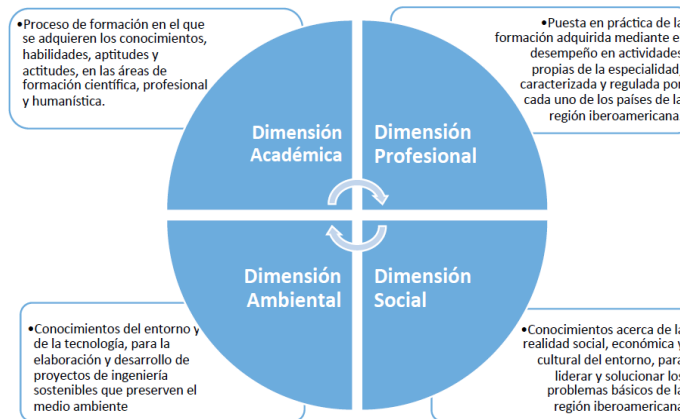 •Proceso de formación en el que
se adquieren los conocimientos,
habilidades, aptitudes y
actitudes, en las áreas de
formación científica, profesional
y humanística.
•Puesta en práctica de la
formación adquirida mediante e
desempeño en actividades
propias de la especialidad,
caracterizada y regulada por
cada uno de los países de la
región iberoamericana
Dimensión
Académica
Dimensión
Profesional
Dimensión
Ambiental
Dimensión
Social
•Conocimientos del entorno y
de la tecnología, para la
elaboración y desarrollo de
proyectos de ingeniería
sostenibles que preserven el
medio ambiente
•Conocimientos acerca de la
realidad social, económica y
cultural del entorno, para
liderar y solucionar los
problemas básicos de la
región iberoamericana